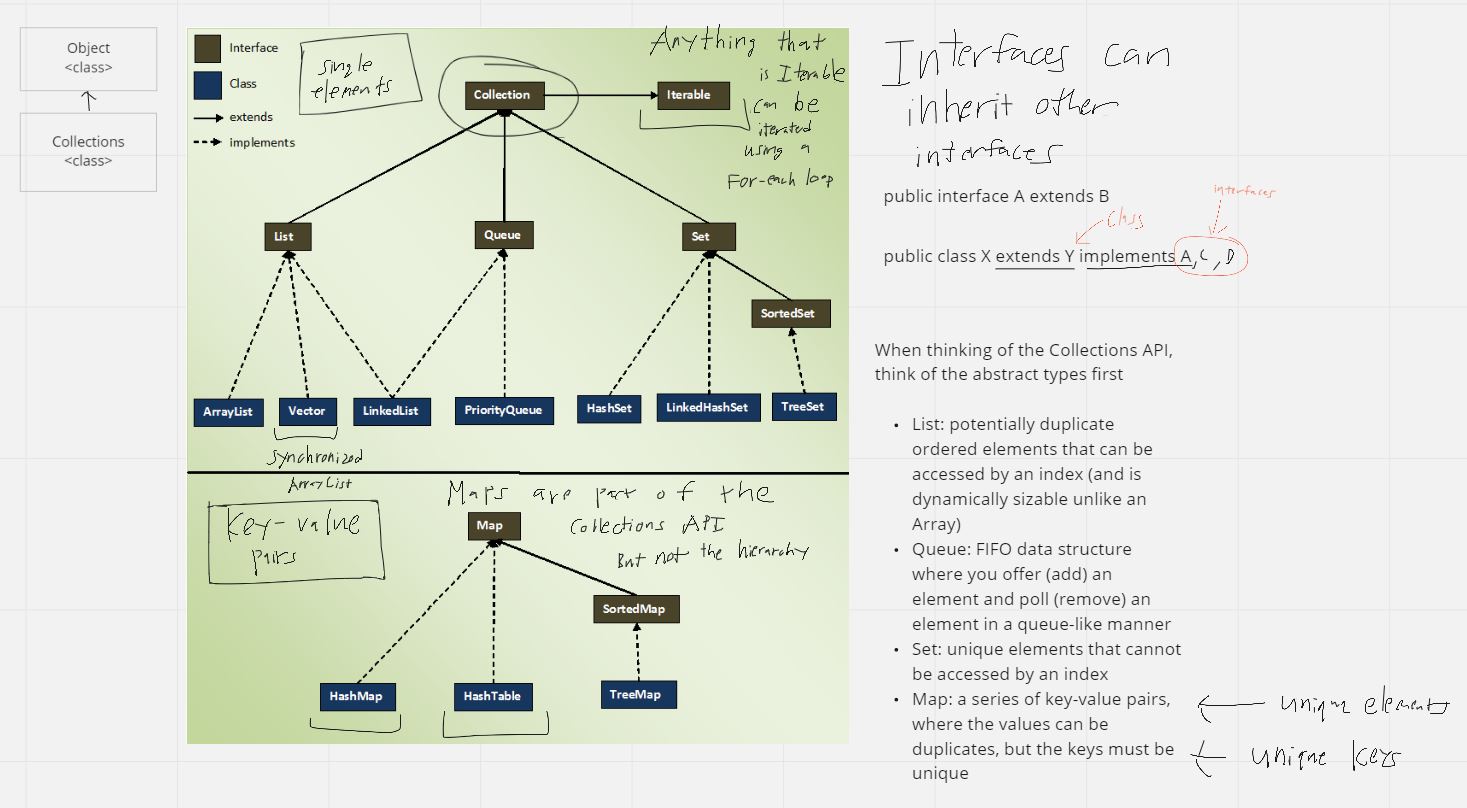 Object
<class>
Collections
<class>
Interface
Class
extends
implements
single
elements
Collection
Iterable
Anything that
is Iterable
can be
iterated
using a
For-each loop
List
Queue
Set
SortedSet
ArrayList
Vector
LinkedList
PriorityQueue
HashSet
LinkedHashSet
TreeSet
Synchronized
ArrayList
Key-value
pairs
Maps are part of the
Collections API
But not the hierarchy
Map
SortedMap
HashMap
HashTable
TreeMap
Interfaces can
inherit other
interfaces
public interface A extends B
interfaces
class
public class X extends Y implements A, C, D
When thinking of the Collections API,
think of the abstract types first
• List: potentially duplicate
ordered elements that can be
accessed by an index (and is
dynamically sizable unlike an
Array)
• Queue: FIFO data structure
where you offer (add) an
element and poll (remove) an
element in a queue-like manner
• Set: unique elements that cannot
be accessed by an index
• Map: a series of key-value pairs,
where the values can be
duplicates, but the keys must be
unique
unique elements
unique keys